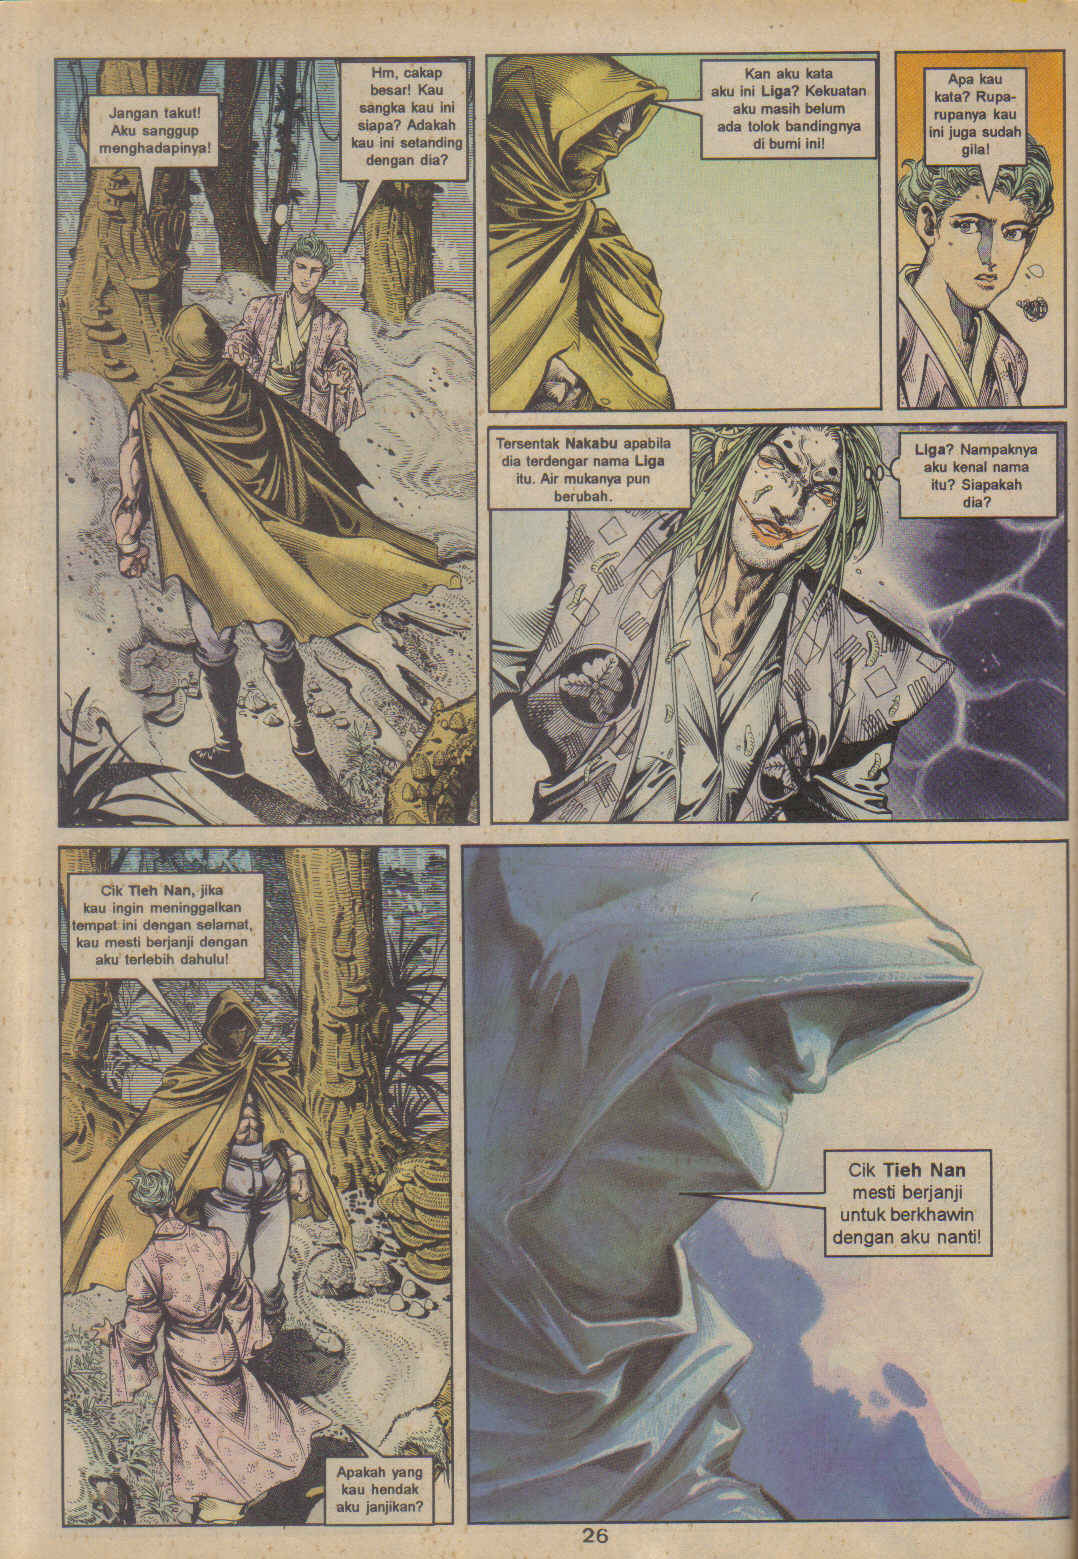 Jangan takut!
Aku sanggup
menghadapinya!
Hm, cakap
besar! Kau
sangka kau ini
siapa? Adakah
kau ini setanding
dengan dia?
Kan aku kata
aku ini Liga? Kekuatan
aku masih belum
ada tolok bandingnya
di bumi ini!
Apa kau
kata? Rupa-
rupanya kau
ini juga sudah
gila!
Tersentak Nakabu apabila
dia terdengar nama Liga
itu. Air mukanya pun
berubah.
Liga? Nampaknya
aku kenal nama
itu? Siapakah
dia?
Cik Tieh Nan, jika
kau ingin meninggalkan
tempat ini dengan selamat,
kau mesti berjanji dengan
aku terlebih dahulu!
Apakah yang
kau hendak
aku janjikan?
Cik Tieh Nan
mesti berjanji
untuk berkhawin
dengan aku nanti!
26